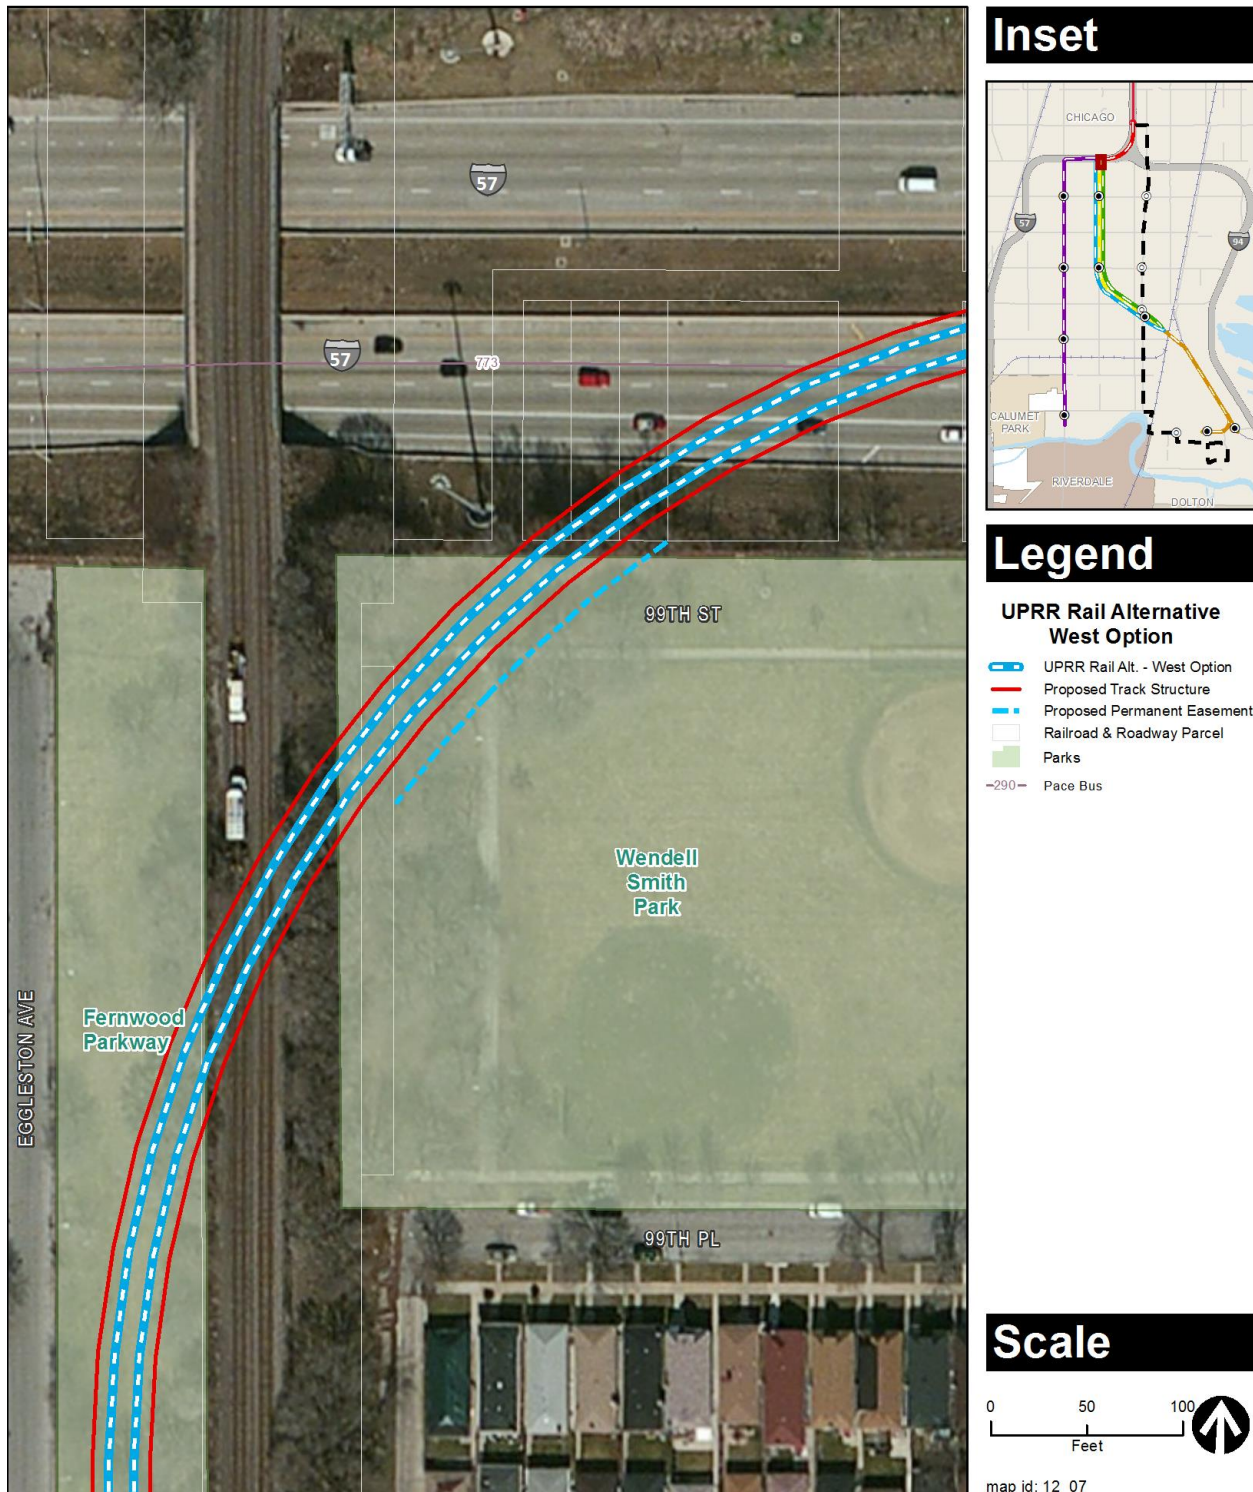 57
57
773
99TH ST
Wendell
Smith
Park
Fernwood
Parkway
EGGLESTON AVE
99TH PL
Inset
CHICAGO
57
94
CALUMET
PARK
RIVERDALE
DOLTON
Legend
UPRR Rail Alternative
West Option
UPRR Rail Alt. - West Option
Proposed Track Structure
Proposed Permanent Easement
Railroad & Roadway Parcel
Parks
290
Pace Bus
Scale
0 50 100
Feet
map id: 12_07